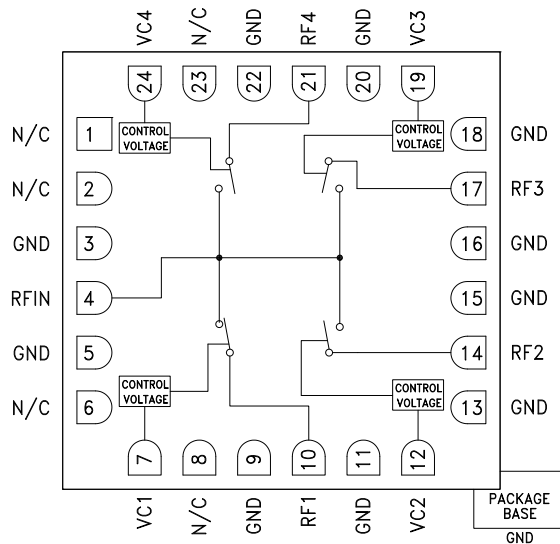 VC4
N/C
GND
RF4
GND
VC3
24
23
22
21
20
19
N/C
1
CONTROL
VOLTAGE
CONTROL
VOLTAGE
18
GND
N/C
2
17
RF3
GND
3
16
GND
RFIN
4
15
GND
GND
5
14
RF2
N/C
6
CONTROL
VOLTAGE
CONTROL
VOLTAGE
13
GND
7
8
9
10
11
12
VC1
N/C
GND
RF1
GND
VC2
PACKAGE
BASE
GND